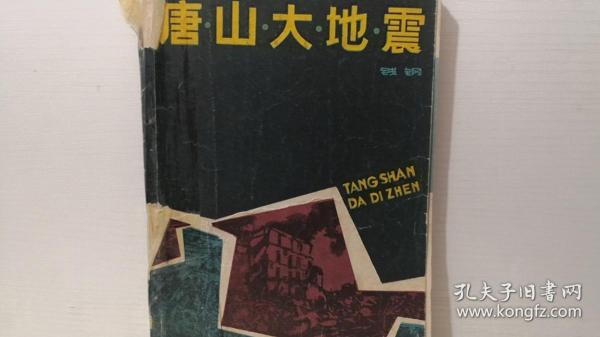 唐·山·大·地·震
钱钢
TANGSHAN
DA DI ZHEN
孔夫子旧书网
www.kongfz.com